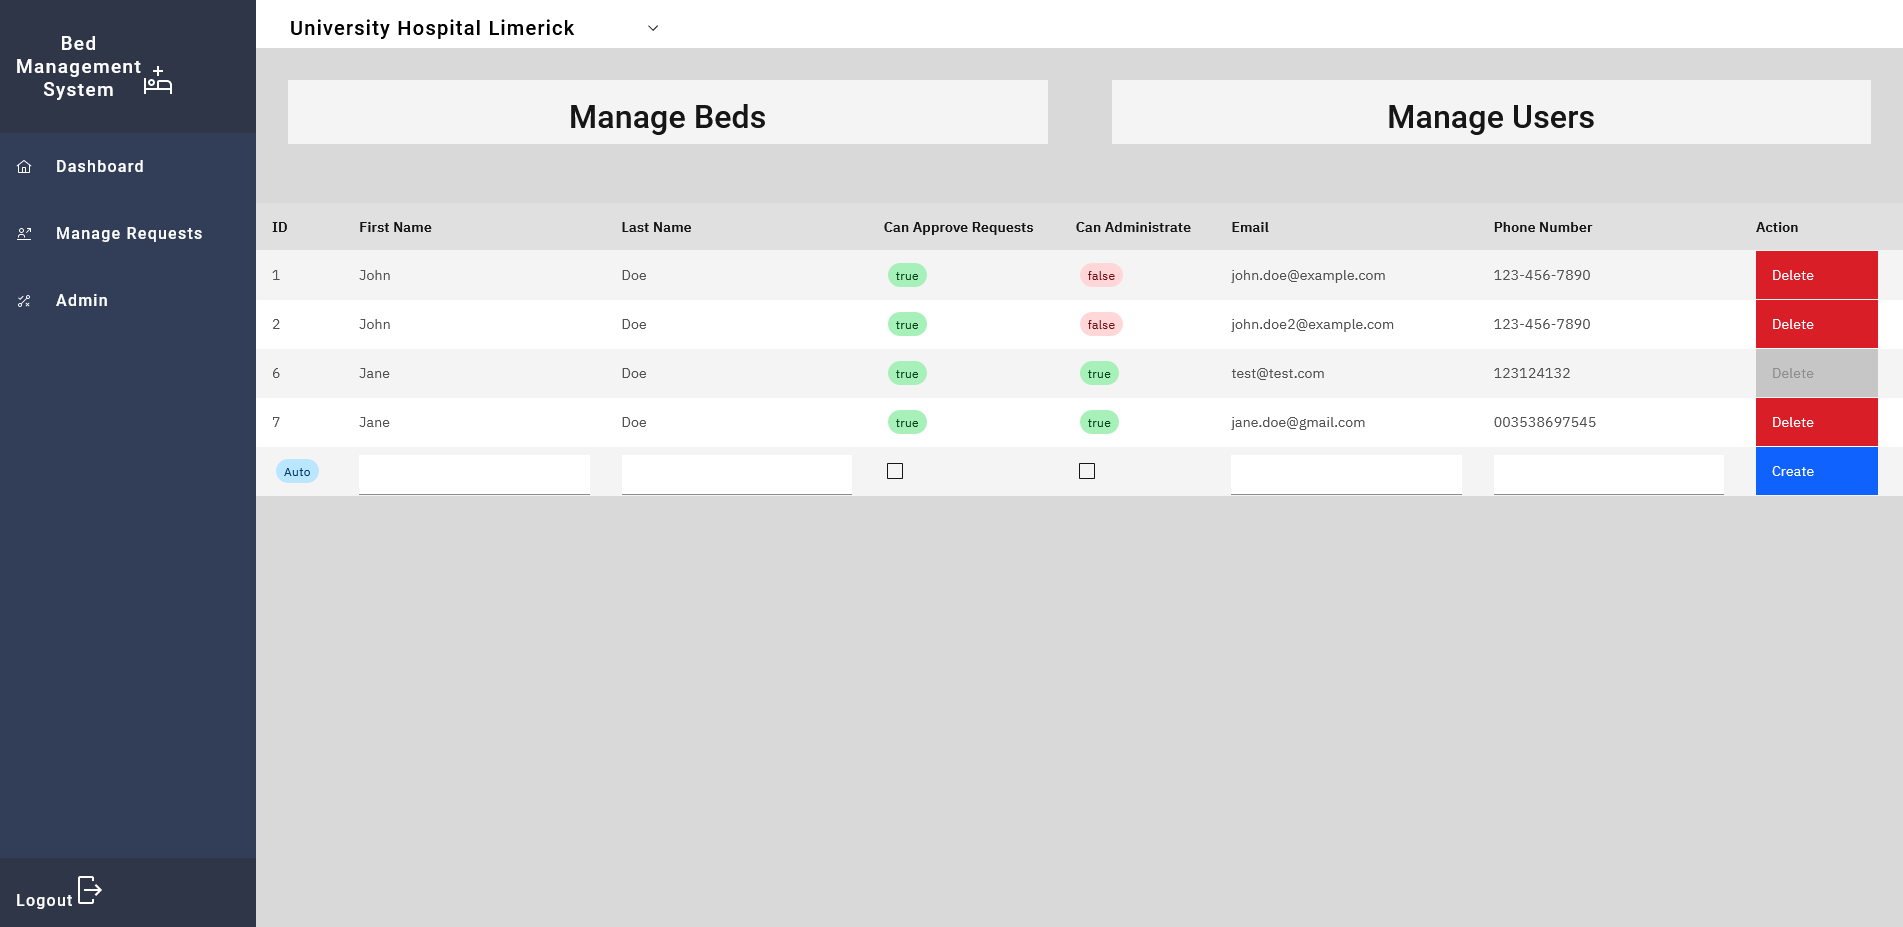 Bed
Management
System
Dashboard
Manage Requests
Admin
Logout
University Hospital Limerick
Manage Beds Manage Users
ID First Name Last Name Can Approve Requests Can Administrate Email Phone Number Action
1 John Doe true false john.doe@example.com 123-456-7890 Delete
2 John Doe true false john.doe2@example.com 123-456-7890 Delete
6 Jane Doe true true test@test.com 123124132 Delete
7 Jane Doe true true jane.doe@gmail.com 003538697545 Delete
Auto Create